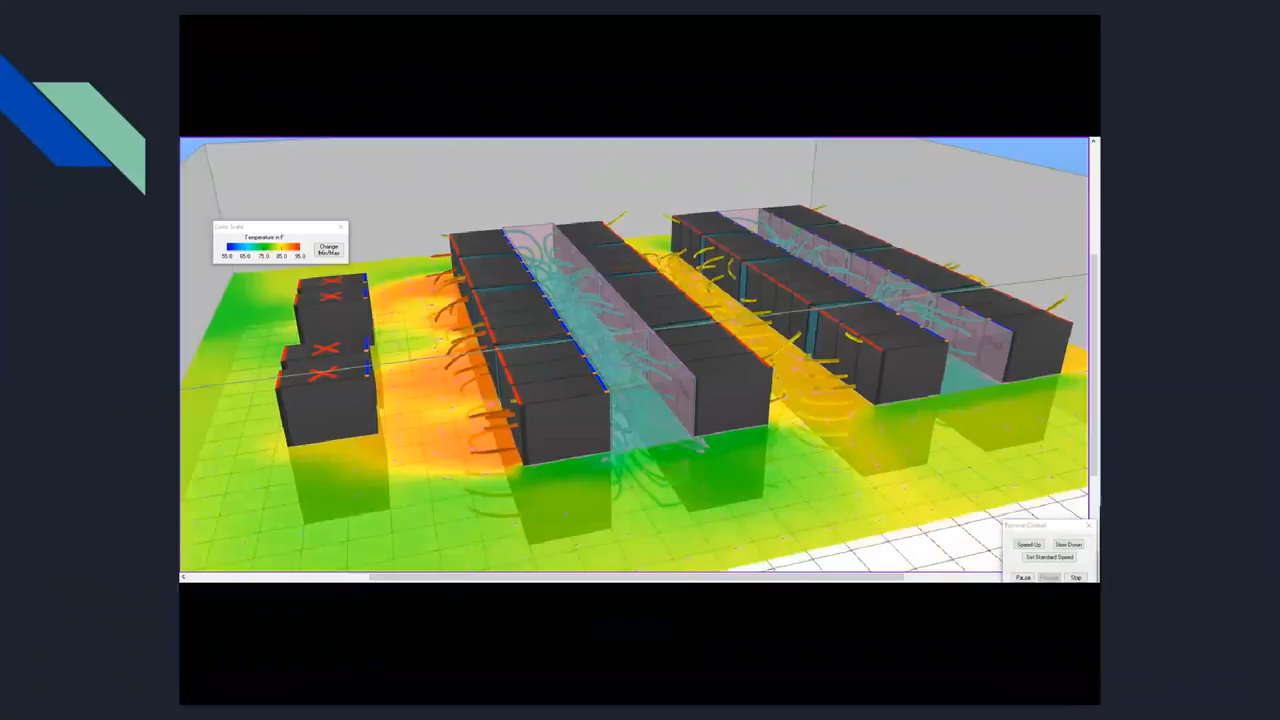 Color Scale
Temperature in F
55.0 65.0 75.0 85.0 95.0
Change
Min/Max
Speed Up
Slow Down
Set Standard Speed
Pause
Stop